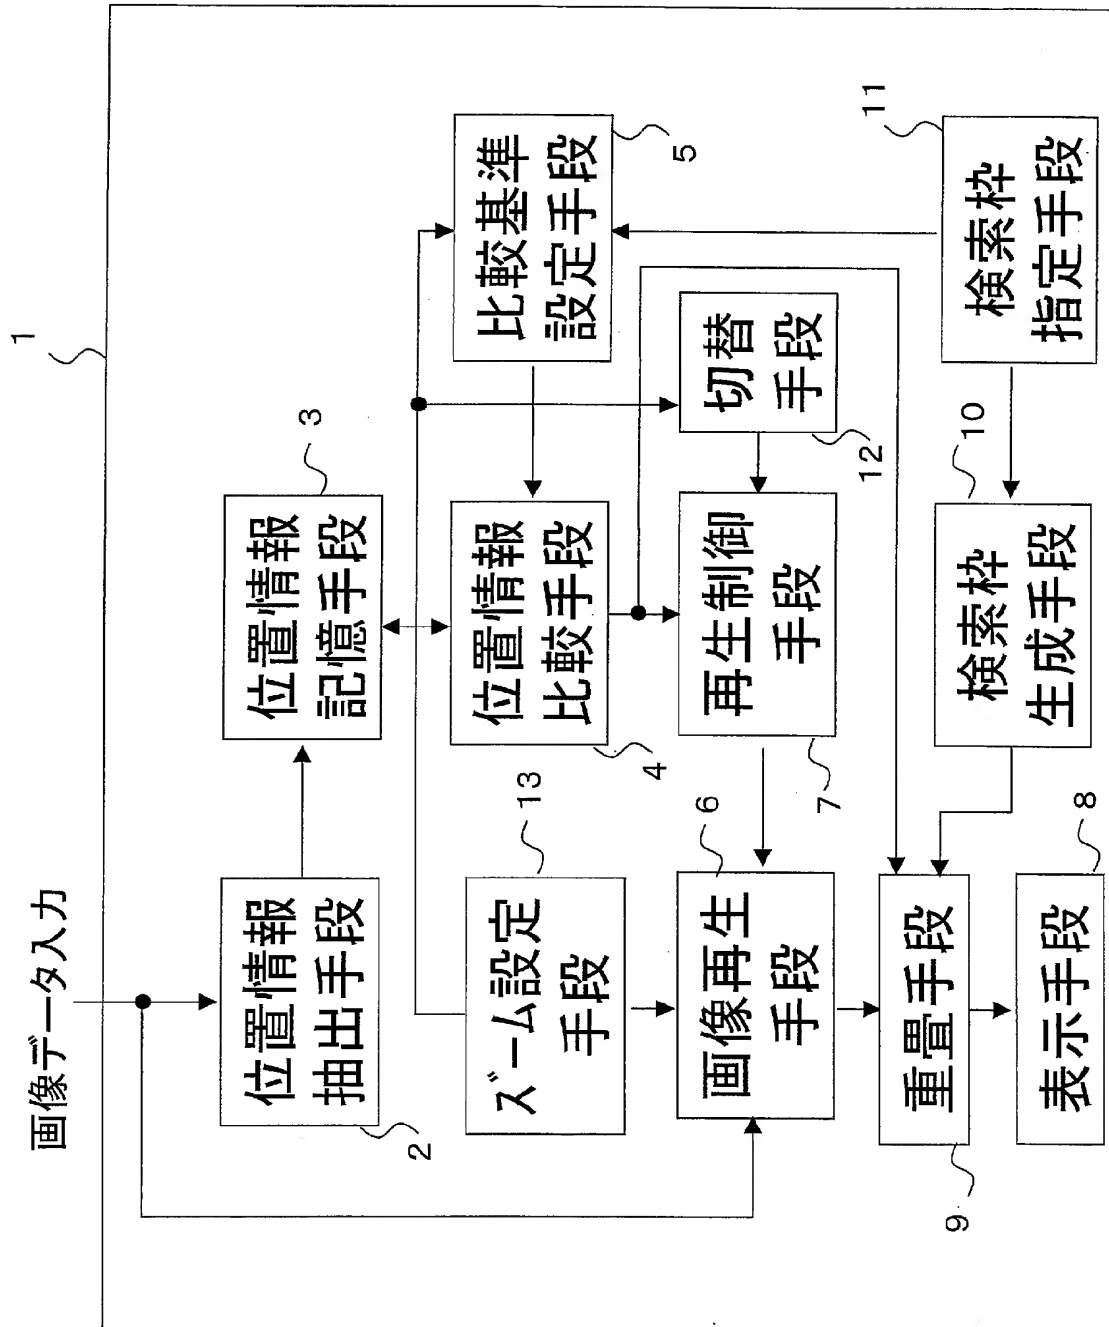 1
画像データ入力
位置情報
抽出手段
2
位置情報
記憶手段
3
ズーム設定
手段
13
位置情報
比較手段
4
比較基準
設定手段
5
画像再生
手段
6
再生制御
手段
7
切替
手段
12
重畳手段
9
検索枠
生成手段
10
検索枠
指定手段
11
表示手段
8